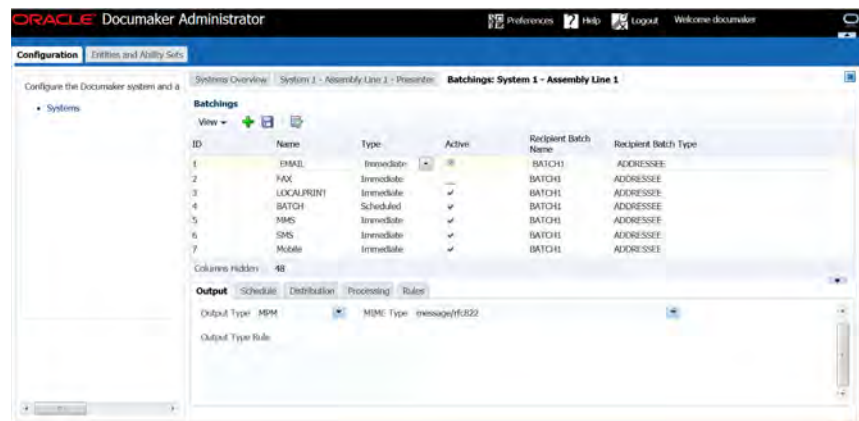 ORACLE Documaker Administrator
Preferences ? Help Logout Welcome documaker
Configuration Entities and Ability Sets
Configure the Documaker system and a
Systems
Systems Overview System 1 - Assembly Line 1 - Presenter Batchings: System 1 - Assembly Line 1
Batchings
View
ID Name Type Active Recipient Batch Name Recipient Batch Type
1 EMAIL Immediate BATCH1 ADDRESSEE
2 FAX Immediate BATCH1 ADDRESSEE
3 LOCALPRINT Immediate BATCH1 ADDRESSEE
4 BATCH Scheduled BATCH1 ADDRESSEE
5 MMS Immediate BATCH1 ADDRESSEE
6 SMS Immediate BATCH1 ADDRESSEE
7 Mobile Immediate BATCH1 ADDRESSEE
Columns Hidden 48
Output Schedule Distribution Processing Rules
Output Type MPM MIME Type message/rfc822
Output Type Rule